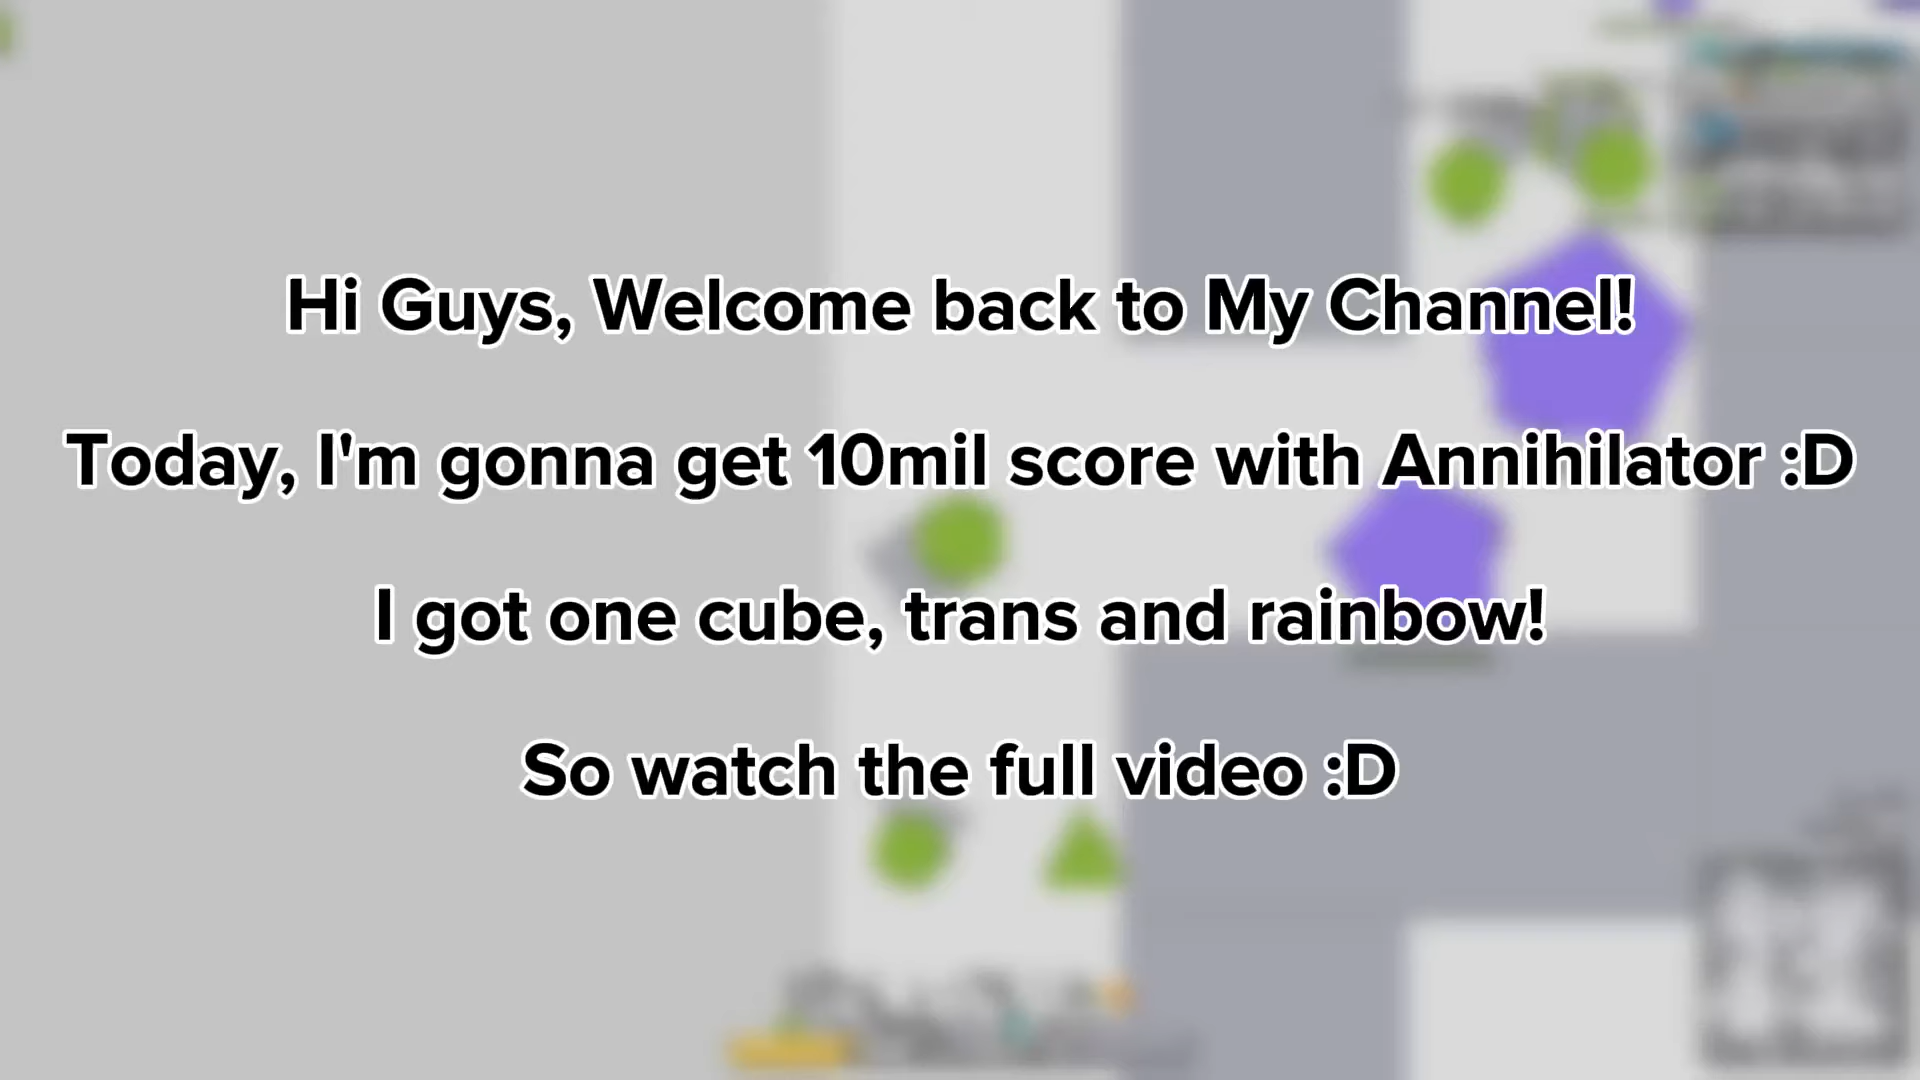 Hi Guys, Welcome back to My Channel!
Today, I'm gonna get 10mil score with Annihilator :D
I got one cube, trans and rainbow!
So watch the full video :D